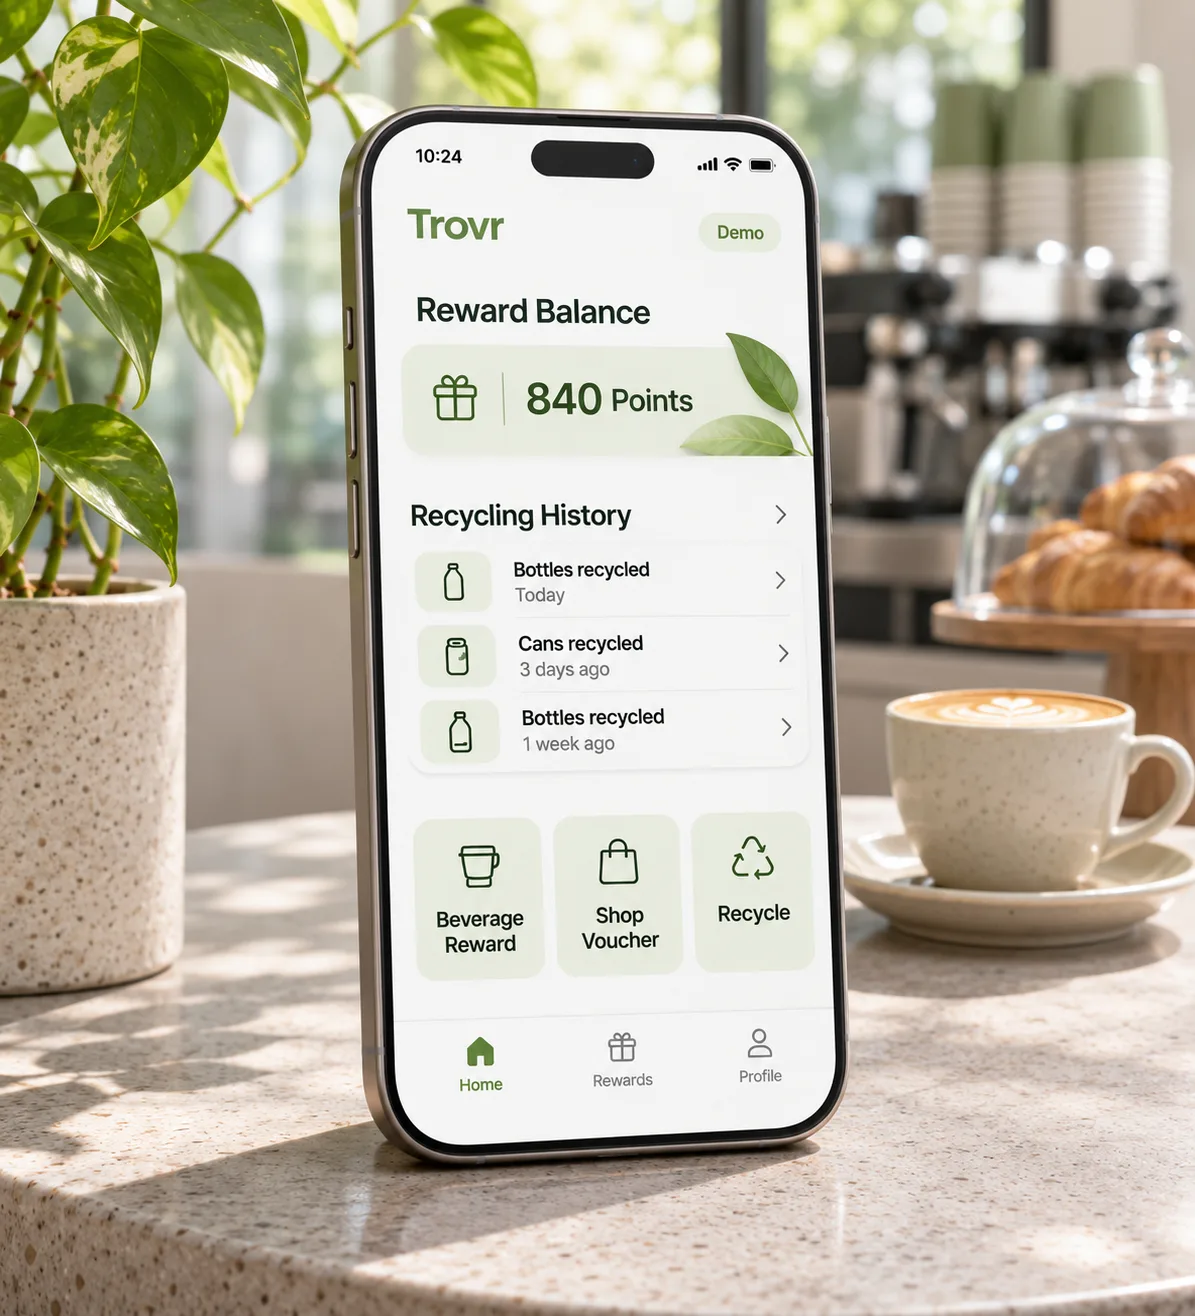 10:24
Trovr
Demo
Reward Balance
840 Points
Recycling History
Bottles recycled
Today
Cans recycled
3 days ago
Bottles recycled
1 week ago
Beverage
Reward
Shop
Voucher
Recycle
Home
Rewards
Profile